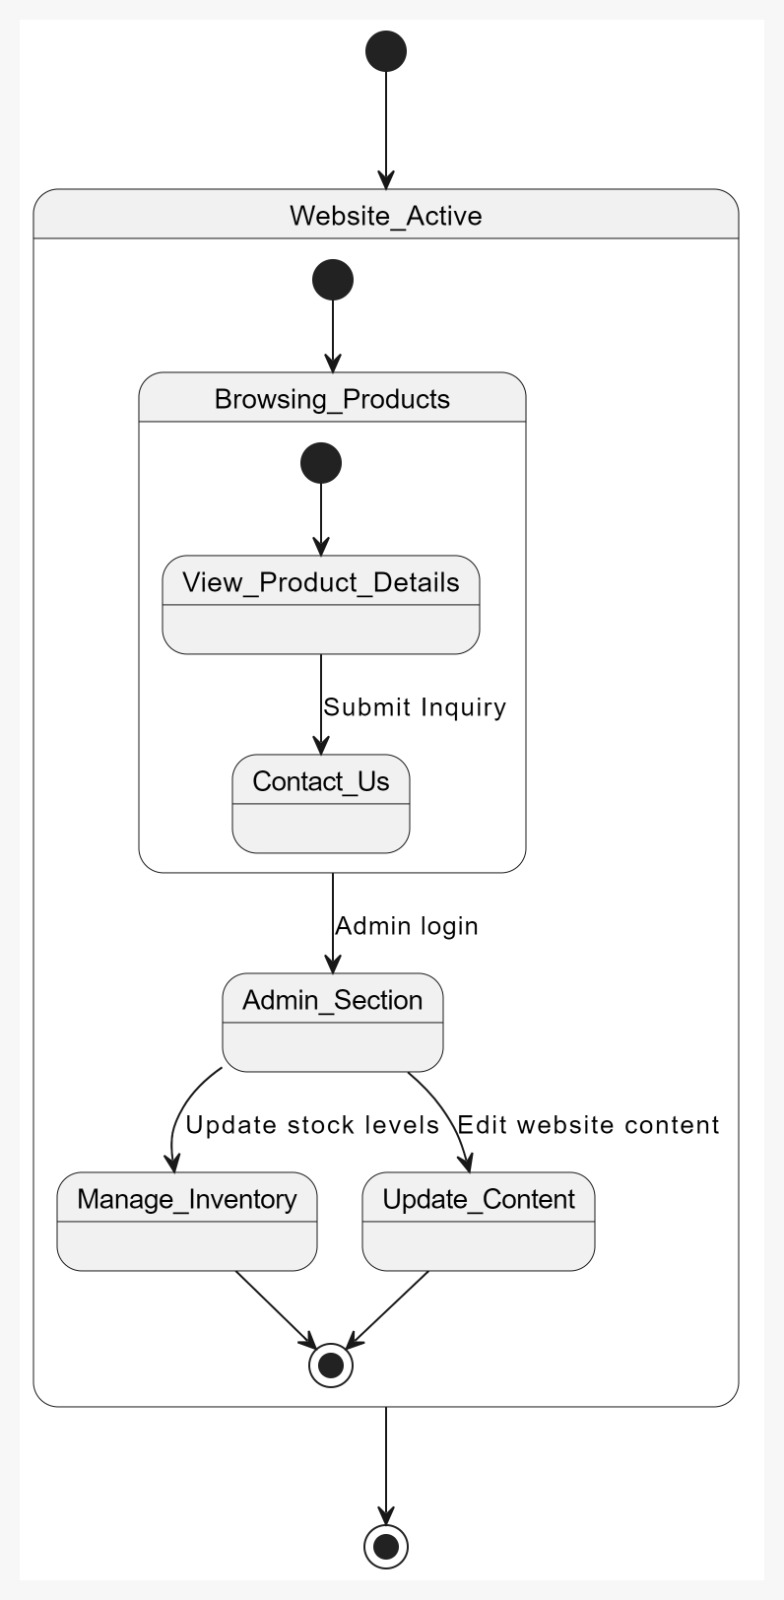 Website_Active
Browsing_Products
View_Product_Details
Submit Inquiry
Contact_Us
Admin login
Admin_Section
Update stock levels
Edit website content
Manage_Inventory
Update_Content